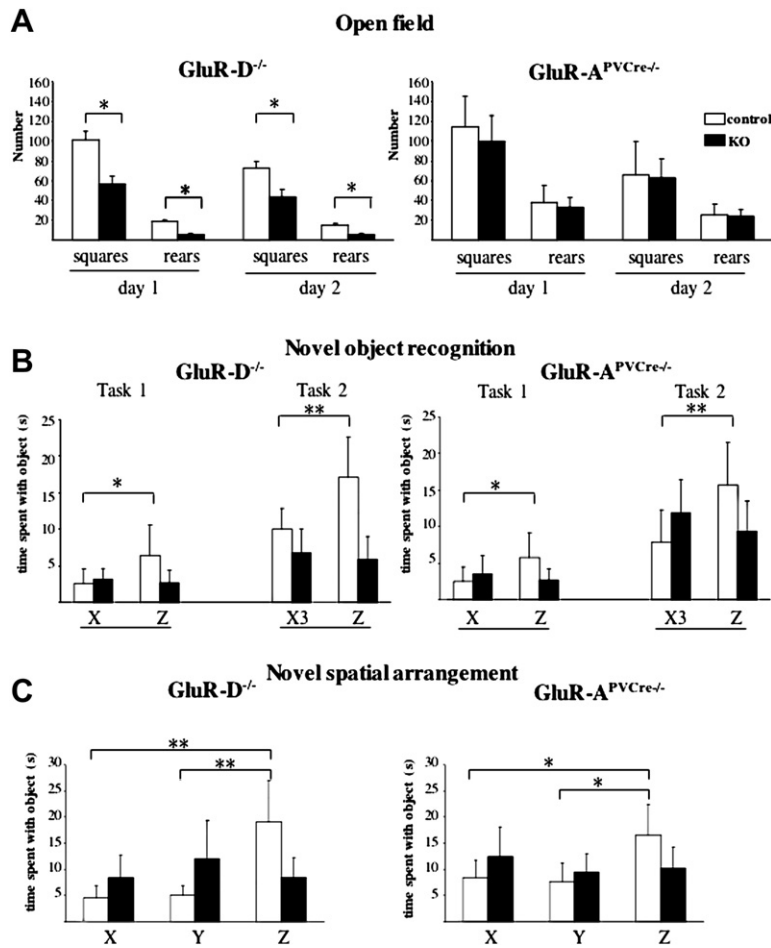 A
Open field
GluR-D-/-
GluR-APVCre-/-
Number
160
140
120
100
80
60
40
20
*
*
*
*
squares
rears
squares
rears
day 1
day 2
Number
160
140
120
100
80
60
40
20
control
KO
squares
rears
squares
rears
day 1
day 2
B
Novel object recognition
GluR-D-/-
GluR-APVCre-/-
Task 1
Task 2
Task 1
Task 2
time spent with object (s)
25
20
15
10
5
*
**
X
Z
X3
Z
time spent with object (s)
25
20
15
10
5
*
**
X
Z
X3
Z
C
Novel spatial arrangement
GluR-D-/-
GluR-APVCre-/-
time spent with object (s)
30
25
20
15
10
5
**
**
X
Y
Z
time spent with object (s)
30
25
20
15
10
5
*
*
X
Y
Z